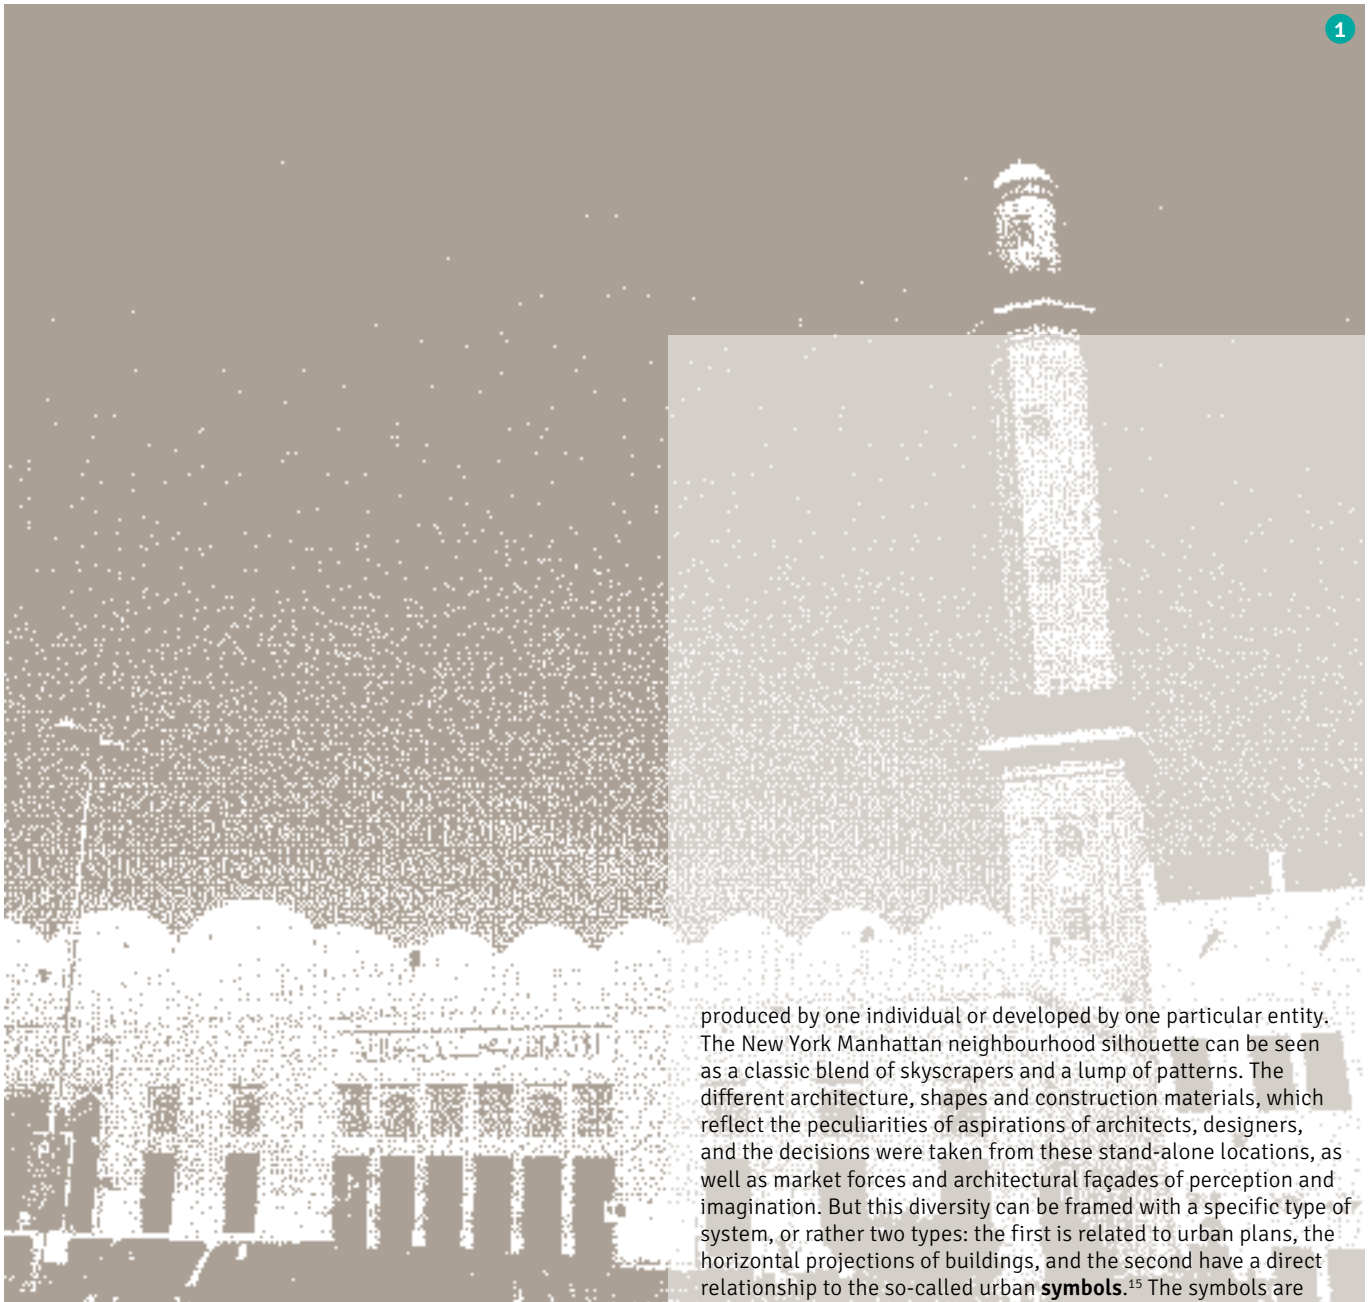 1
produced by one individual or developed by one particular entity.
The New York Manhattan neighbourhood silhouette can be seen
as a classic blend of skyscrapers and a lump of patterns. The
different architecture, shapes and construction materials, which
reflect the peculiarities of aspirations of architects, designers,
and the decisions were taken from these stand-alone locations, as
well as market forces and architectural façades of perception and
imagination. But this diversity can be framed with a specific type of
system, or rather two types: the first is related to urban plans, the
horizontal projections of buildings, and the second have a direct
relationship to the so-called urban symbols.¹⁵ The symbols are